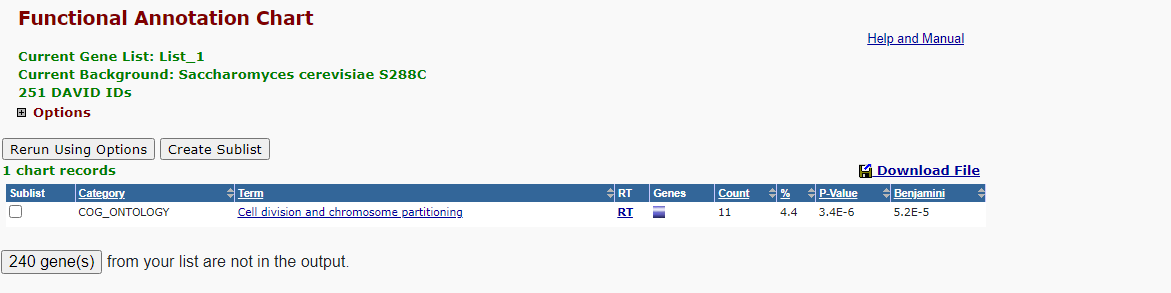 Functional Annotation Chart
Help and Manual
Current Gene List: List_1
Current Background: Saccharomyces cerevisiae S288C
251 DAVID IDs
Options
Rerun Using Options Create Sublist
1 chart records Download File
Sublist Category Term RT Genes Count % P-Value Benjamini
COG_ONTOLOGY Cell division and chromosome partitioning RT 11 4.4 3.4E-6 5.2E-5
240 gene(s) from your list are not in the output.